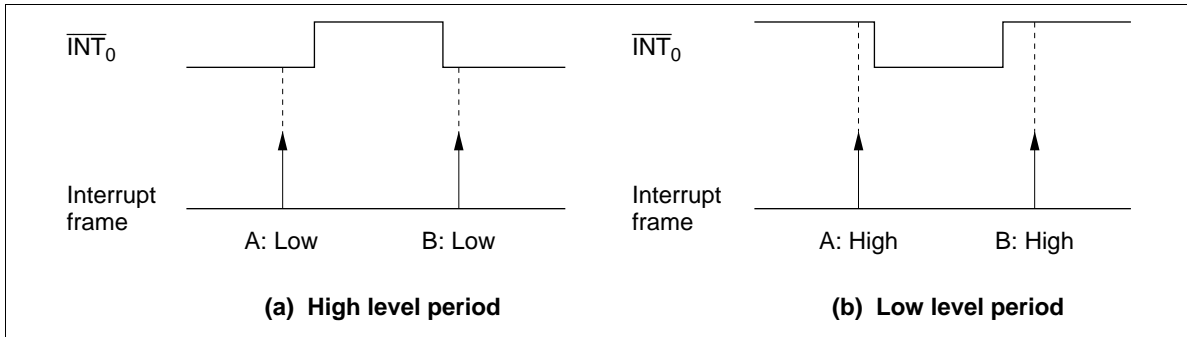 INT0
Interrupt
frame
A: Low
B: Low
(a) High level period
INT0
Interrupt
frame
A: High
B: High
(b) Low level period